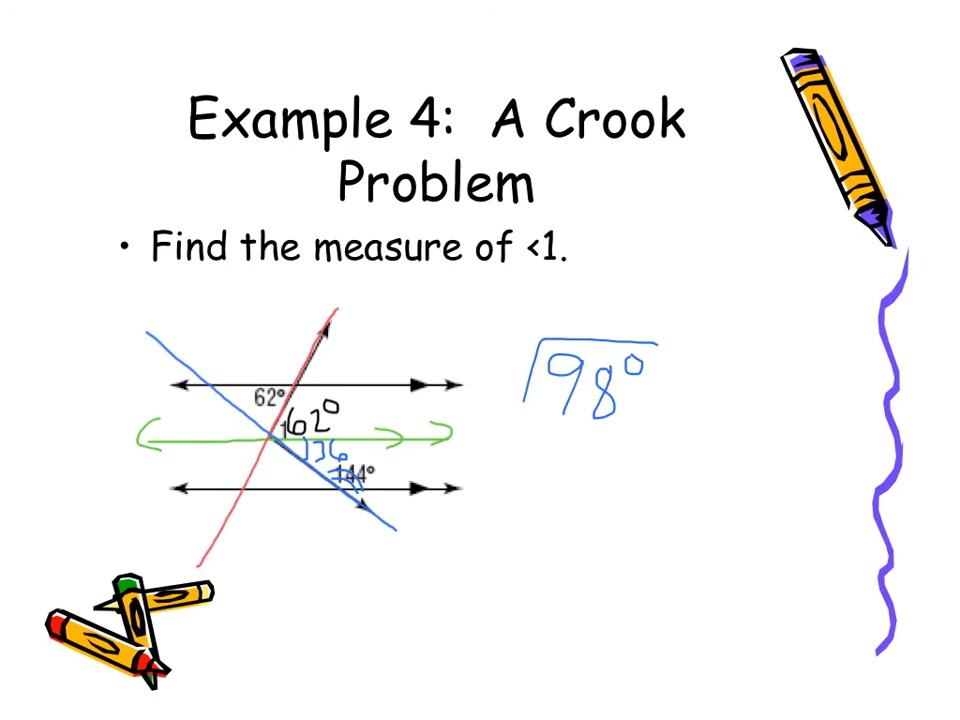 Example 4: A Crook
Problem
• Find the measure of <1.
62°
1 62°
36
144°
98°